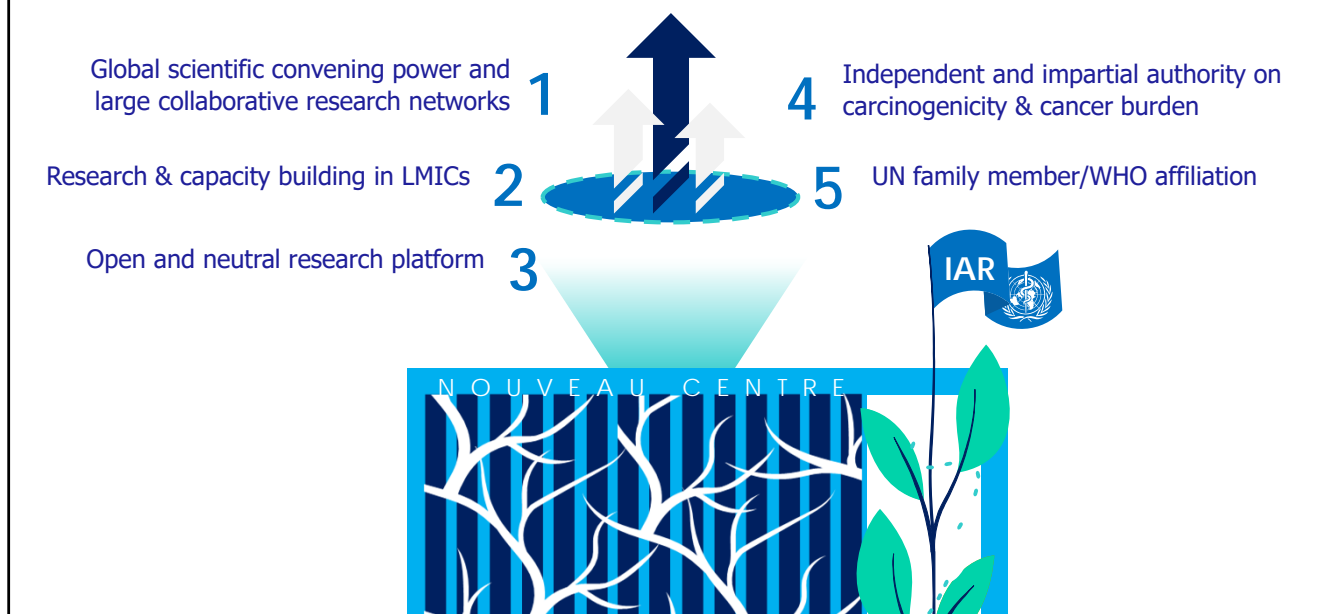 Global scientific convening power and
large collaborative research networks
1
Research & capacity building in LMICs
2
Open and neutral research platform
3
4
Independent and impartial authority on
carcinogenicity & cancer burden
5
UN family member/WHO affiliation
IAR
NOUVEAU CENTRE